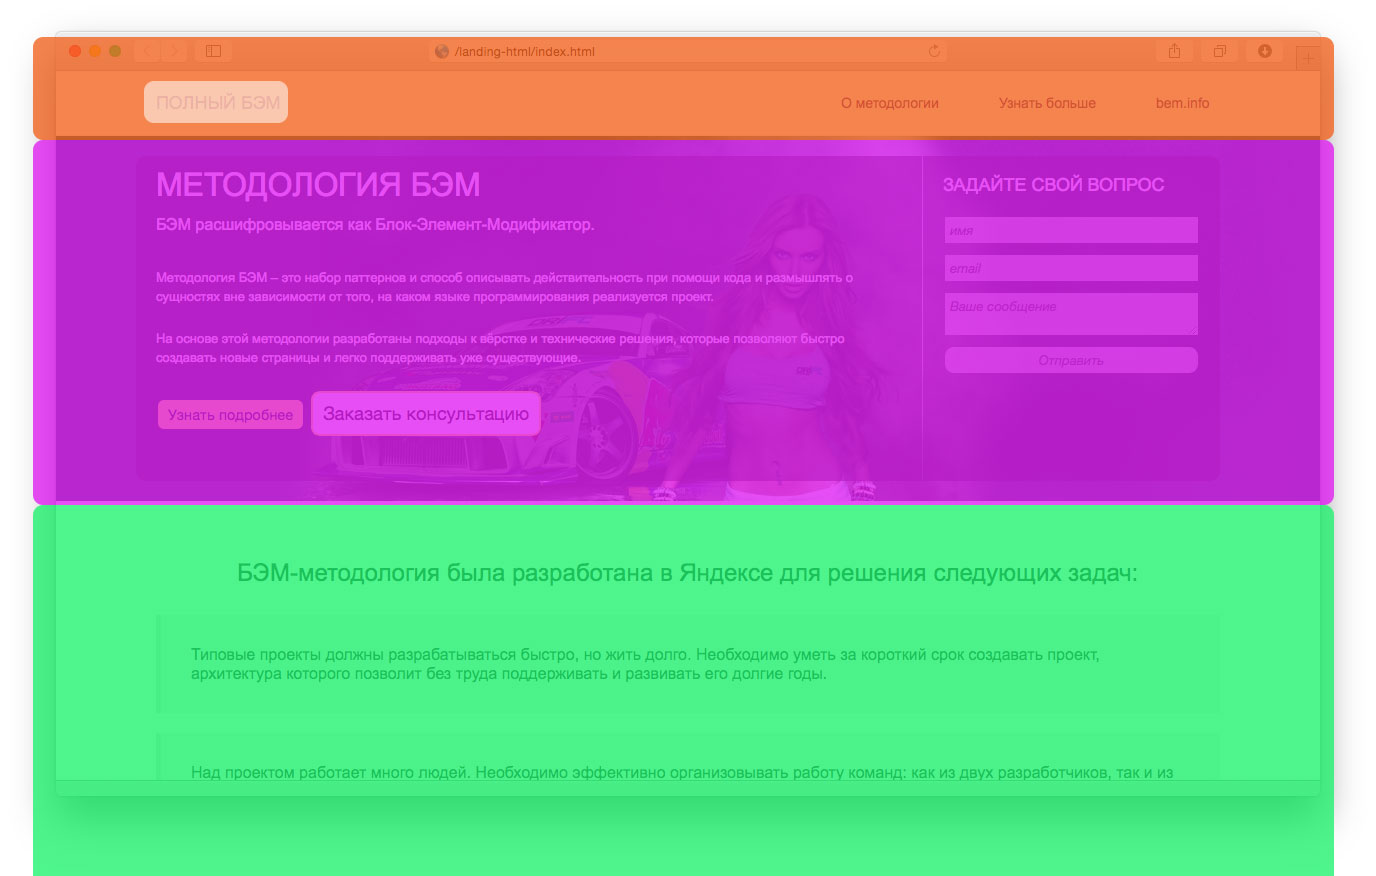 /landing-html/index.html
ПОЛНЫЙ БЭМ
О методологии
Узнать больше
bem.info
МЕТОДОЛОГИЯ БЭМ
БЭМ расшифровывается как Блок-Элемент-Модификатор.
Методология БЭМ – это набор паттернов и способ описывать действительность при помощи кода и размышлять о
сущностях вне зависимости от того, на каком языке программирования реализуется проект.
На основе этой методологии разработаны подходы к вёрстке и технические решения, которые позволяют быстро
создавать новые страницы и легко поддерживать уже существующие.
Узнать подробнее
Заказать консультацию
ЗАДАЙТЕ СВОЙ ВОПРОС
имя
email
Ваше сообщение
Отправить
БЭМ-методология была разработана в Яндексе для решения следующих задач:
Типовые проекты должны разрабатываться быстро, но жить долго. Необходимо уметь за короткий срок создавать проект,
архитектура которого позволит без труда поддерживать и развивать его долгие годы.
Над проектом работает много людей. Необходимо эффективно организовывать работу команд: как из двух разработчиков, так и из